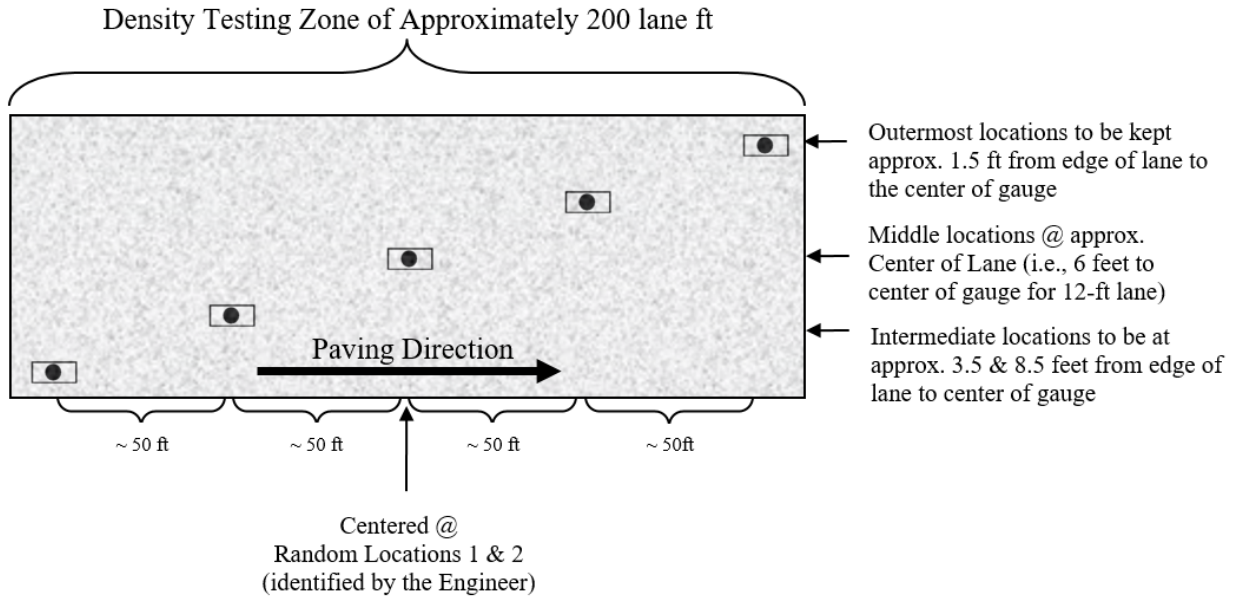 Density Testing Zone of Approximately 200 lane ft
Outermost locations to be kept
approx. 1.5 ft from edge of lane to
the center of gauge
Middle locations @ approx.
Center of Lane (i.e., 6 feet to
center of gauge for 12-ft lane)
Intermediate locations to be at
approx. 3.5 & 8.5 feet from edge of
lane to center of gauge
Paving Direction
~ 50 ft
~ 50 ft
~ 50 ft
~ 50ft
Centered @
Random Locations 1 & 2
(identified by the Engineer)